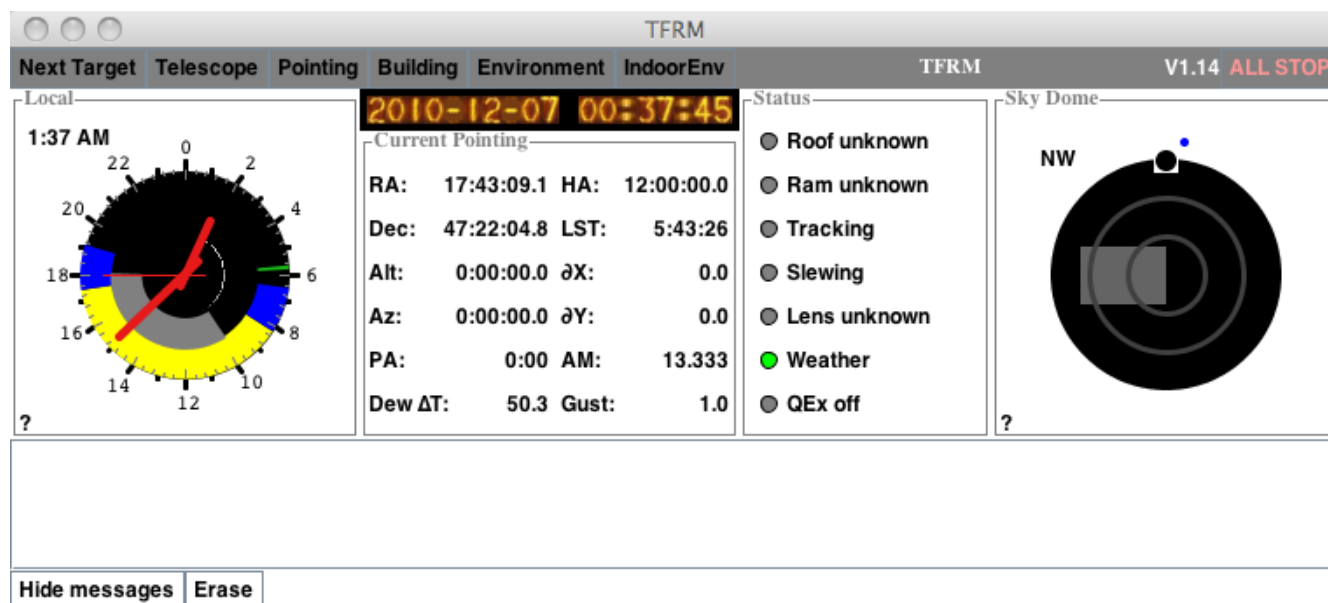 TFRM
Next Target Telescope Pointing Building Environment IndoorEnv TFRM V1.14 ALL STOP
Local
1:37 AM
0
2
4
6
8
10
12
14
16
18
20
22
?
2010-12-07 00:37:45
Current Pointing
RA: 17:43:09.1 HA: 12:00:00.0
Dec: 47:22:04.8 LST: 5:43:26
Alt: 0:00:00.0 ∂X: 0.0
Az: 0:00:00.0 ∂Y: 0.0
PA: 0:00 AM: 13.333
Dew ΔT: 50.3 Gust: 1.0
Status
Roof unknown
Ram unknown
Tracking
Slewing
Lens unknown
Weather
QEx off
Sky Dome
NW
?
Hide messages Erase